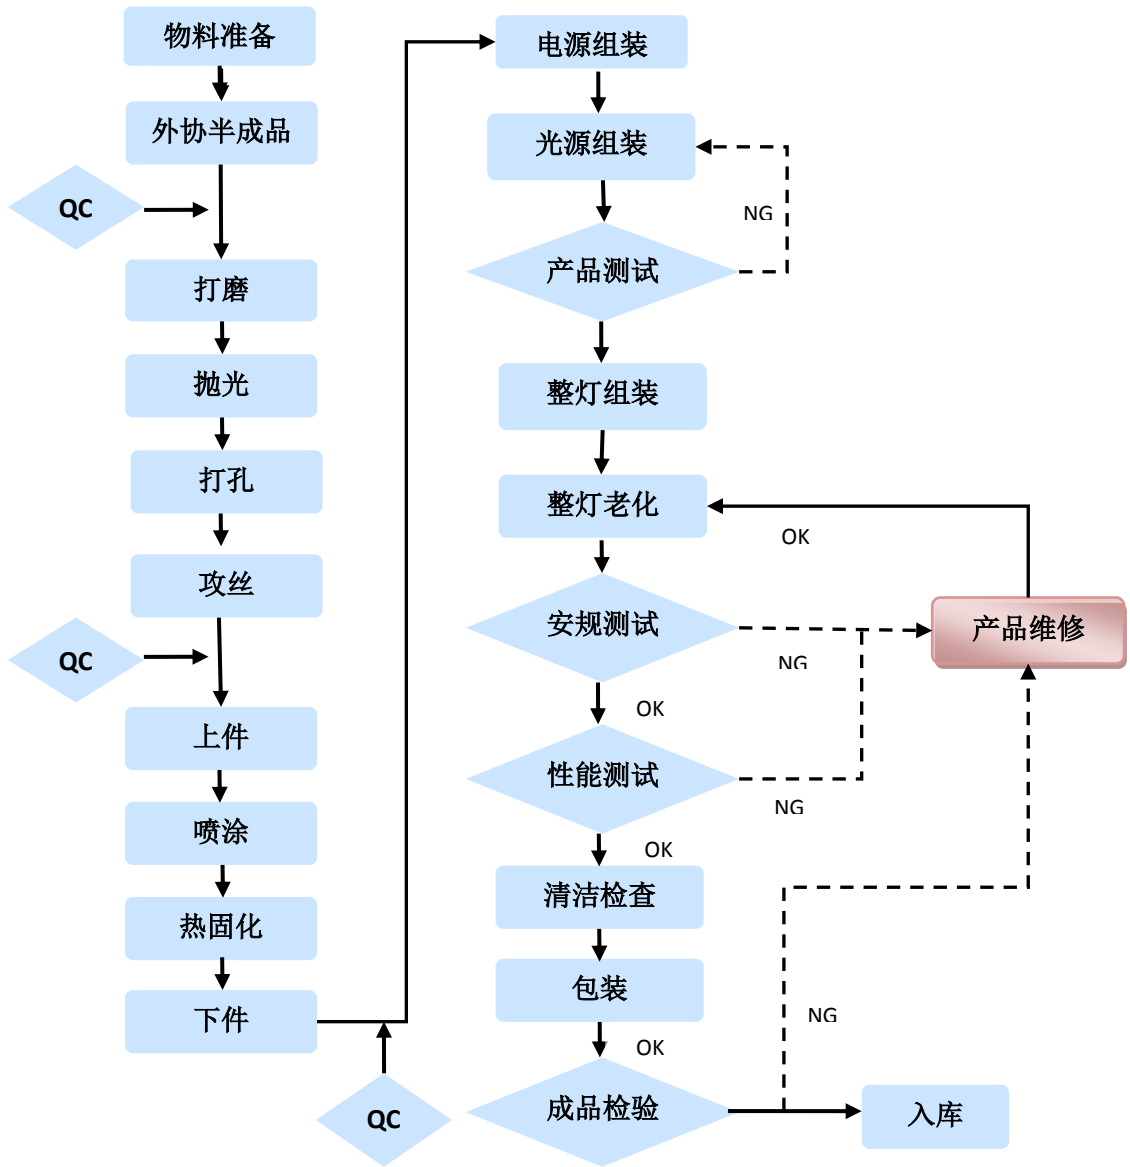 物料准备
外协半成品
QC
打磨
抛光
打孔
攻丝
QC
上件
喷涂
热固化
下件
QC
电源组装
光源组装
NG
产品测试
整灯组装
整灯老化
OK
安规测试
NG
产品维修
OK
性能测试
NG
OK
清洁检查
包装
NG
OK
成品检验
入库